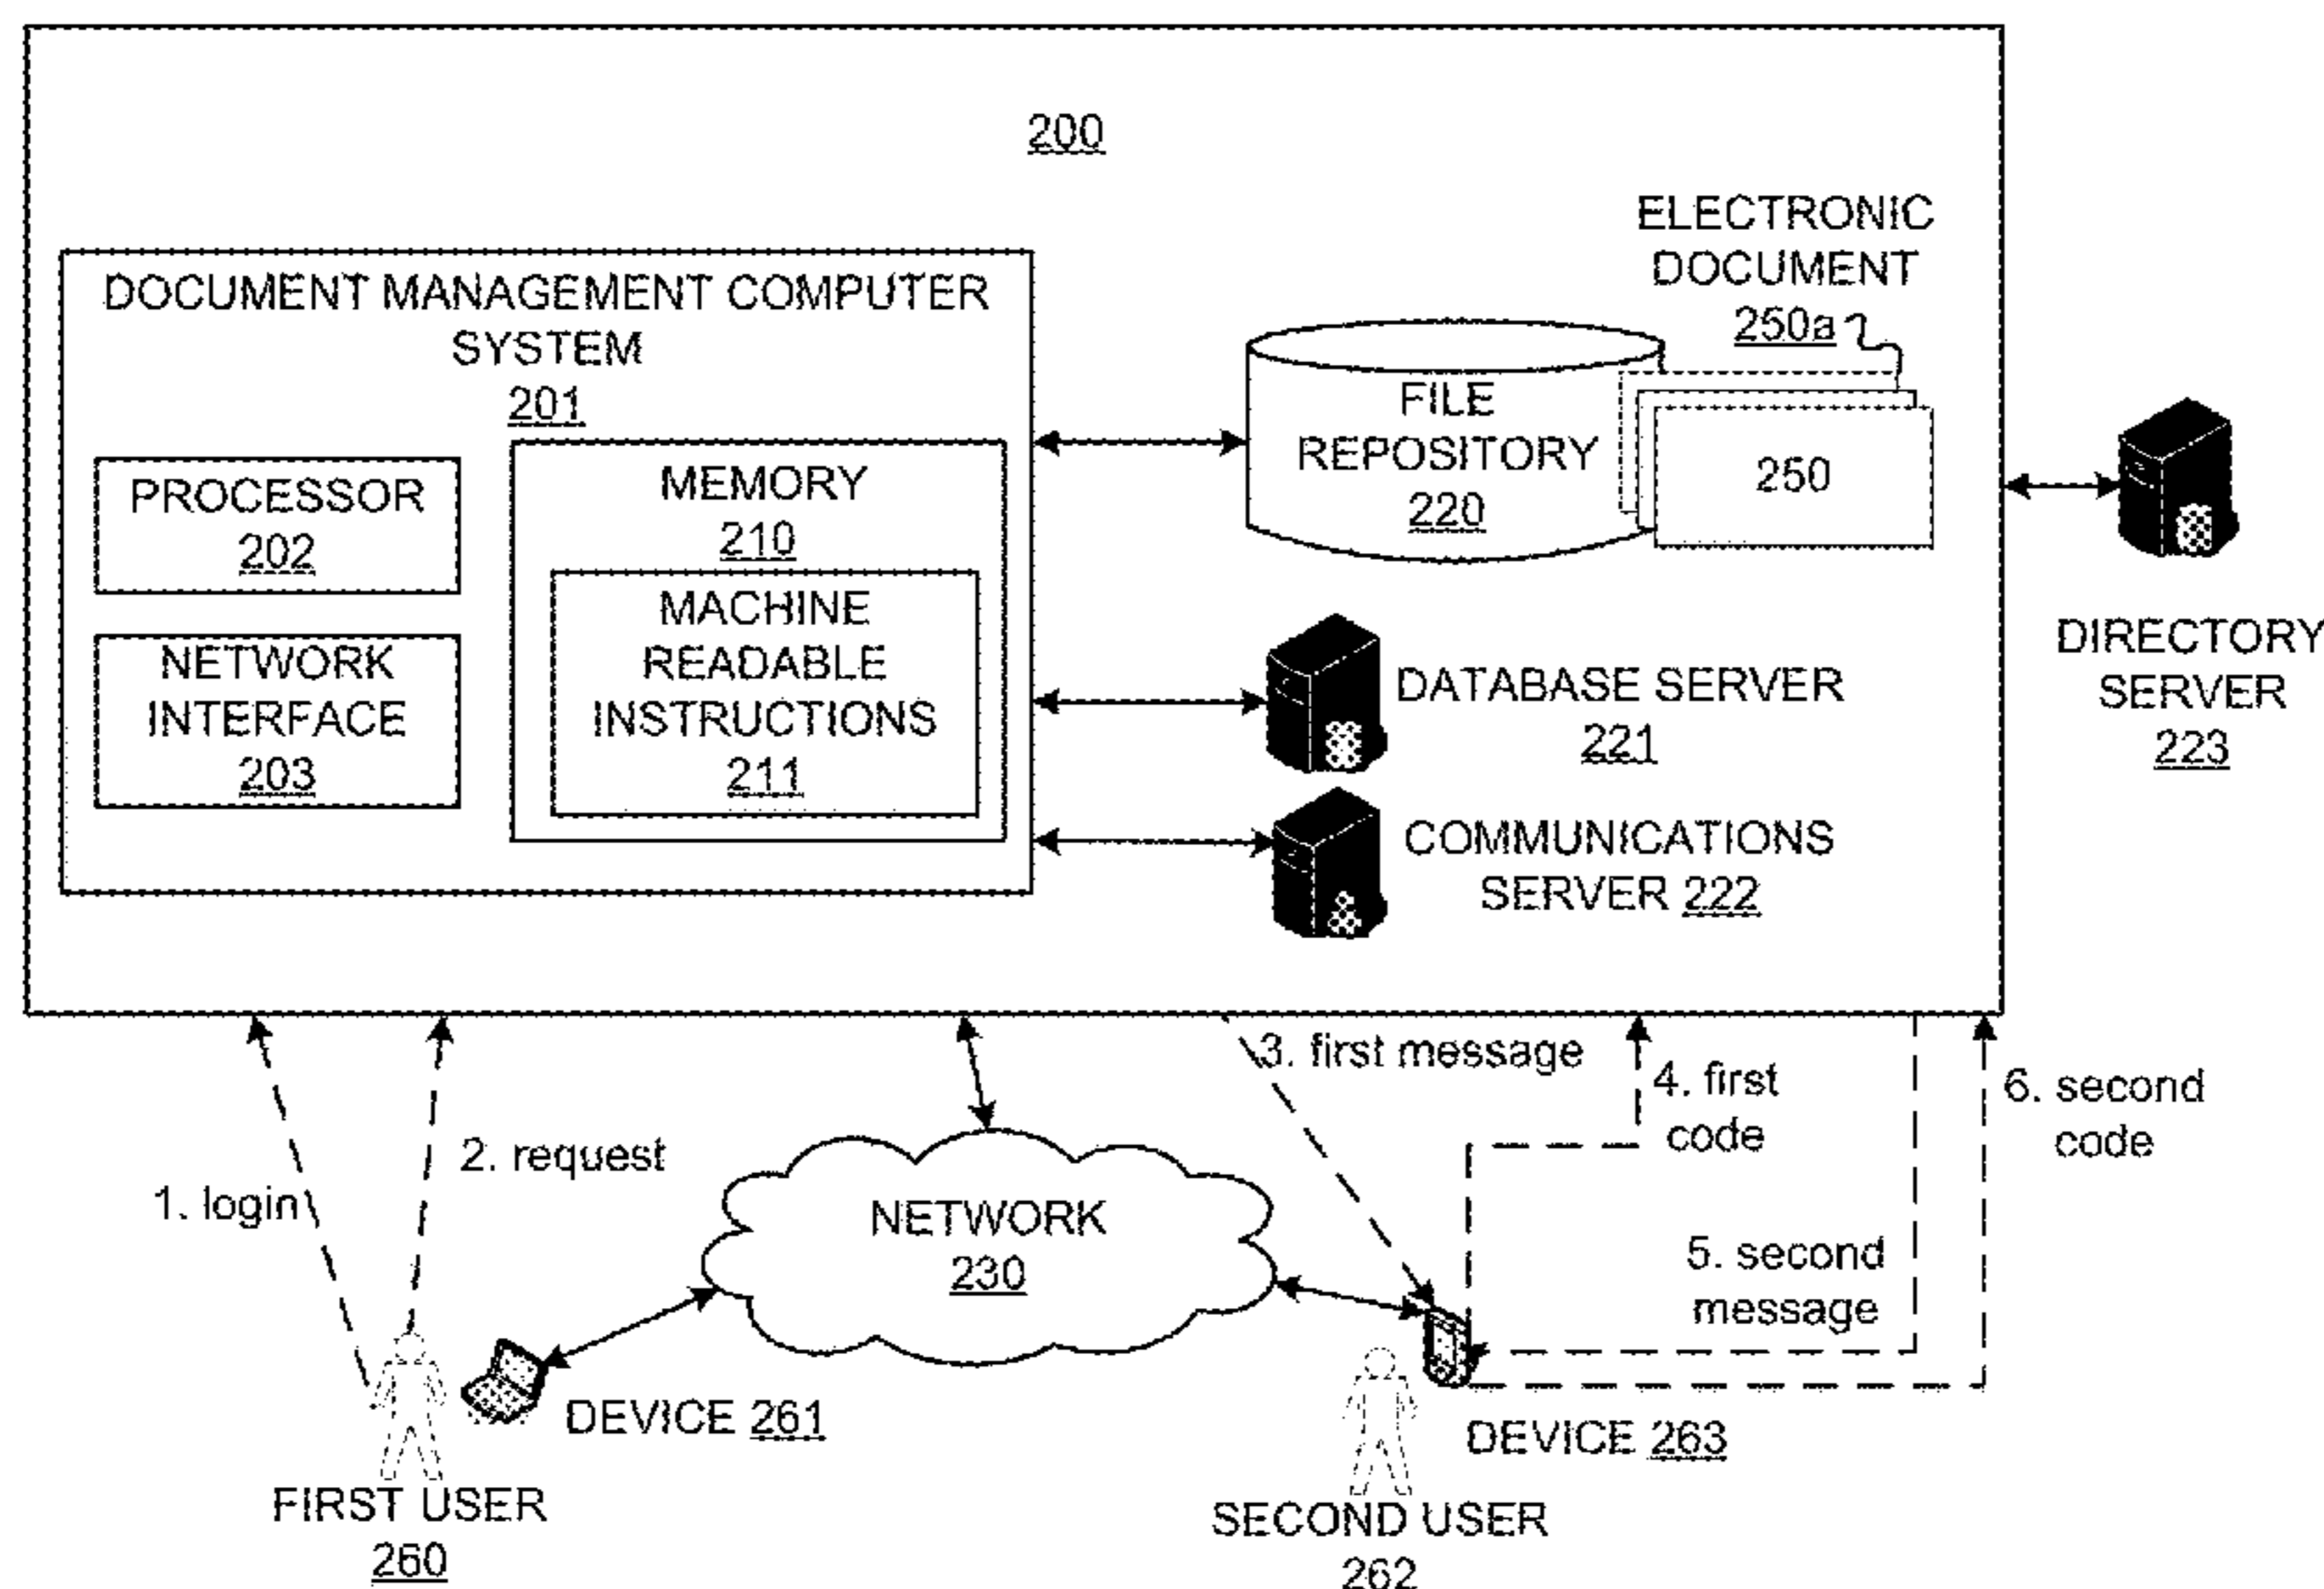 200
ELECTRONIC
DOCUMENT
250a
DOCUMENT MANAGEMENT COMPUTER
SYSTEM
201
PROCESSOR
202
NETWORK
INTERFACE
203
MEMORY
210
MACHINE
READABLE
INSTRUCTIONS
211
FILE
REPOSITORY
220
250
DATABASE SERVER
221
COMMUNICATIONS
SERVER 222
DIRECTORY
SERVER
223
1. login
2. request
3. first message
4. first
code
5. second
message
6. second
code
NETWORK
230
DEVICE 261
FIRST USER
260
DEVICE 263
SECOND USER
262